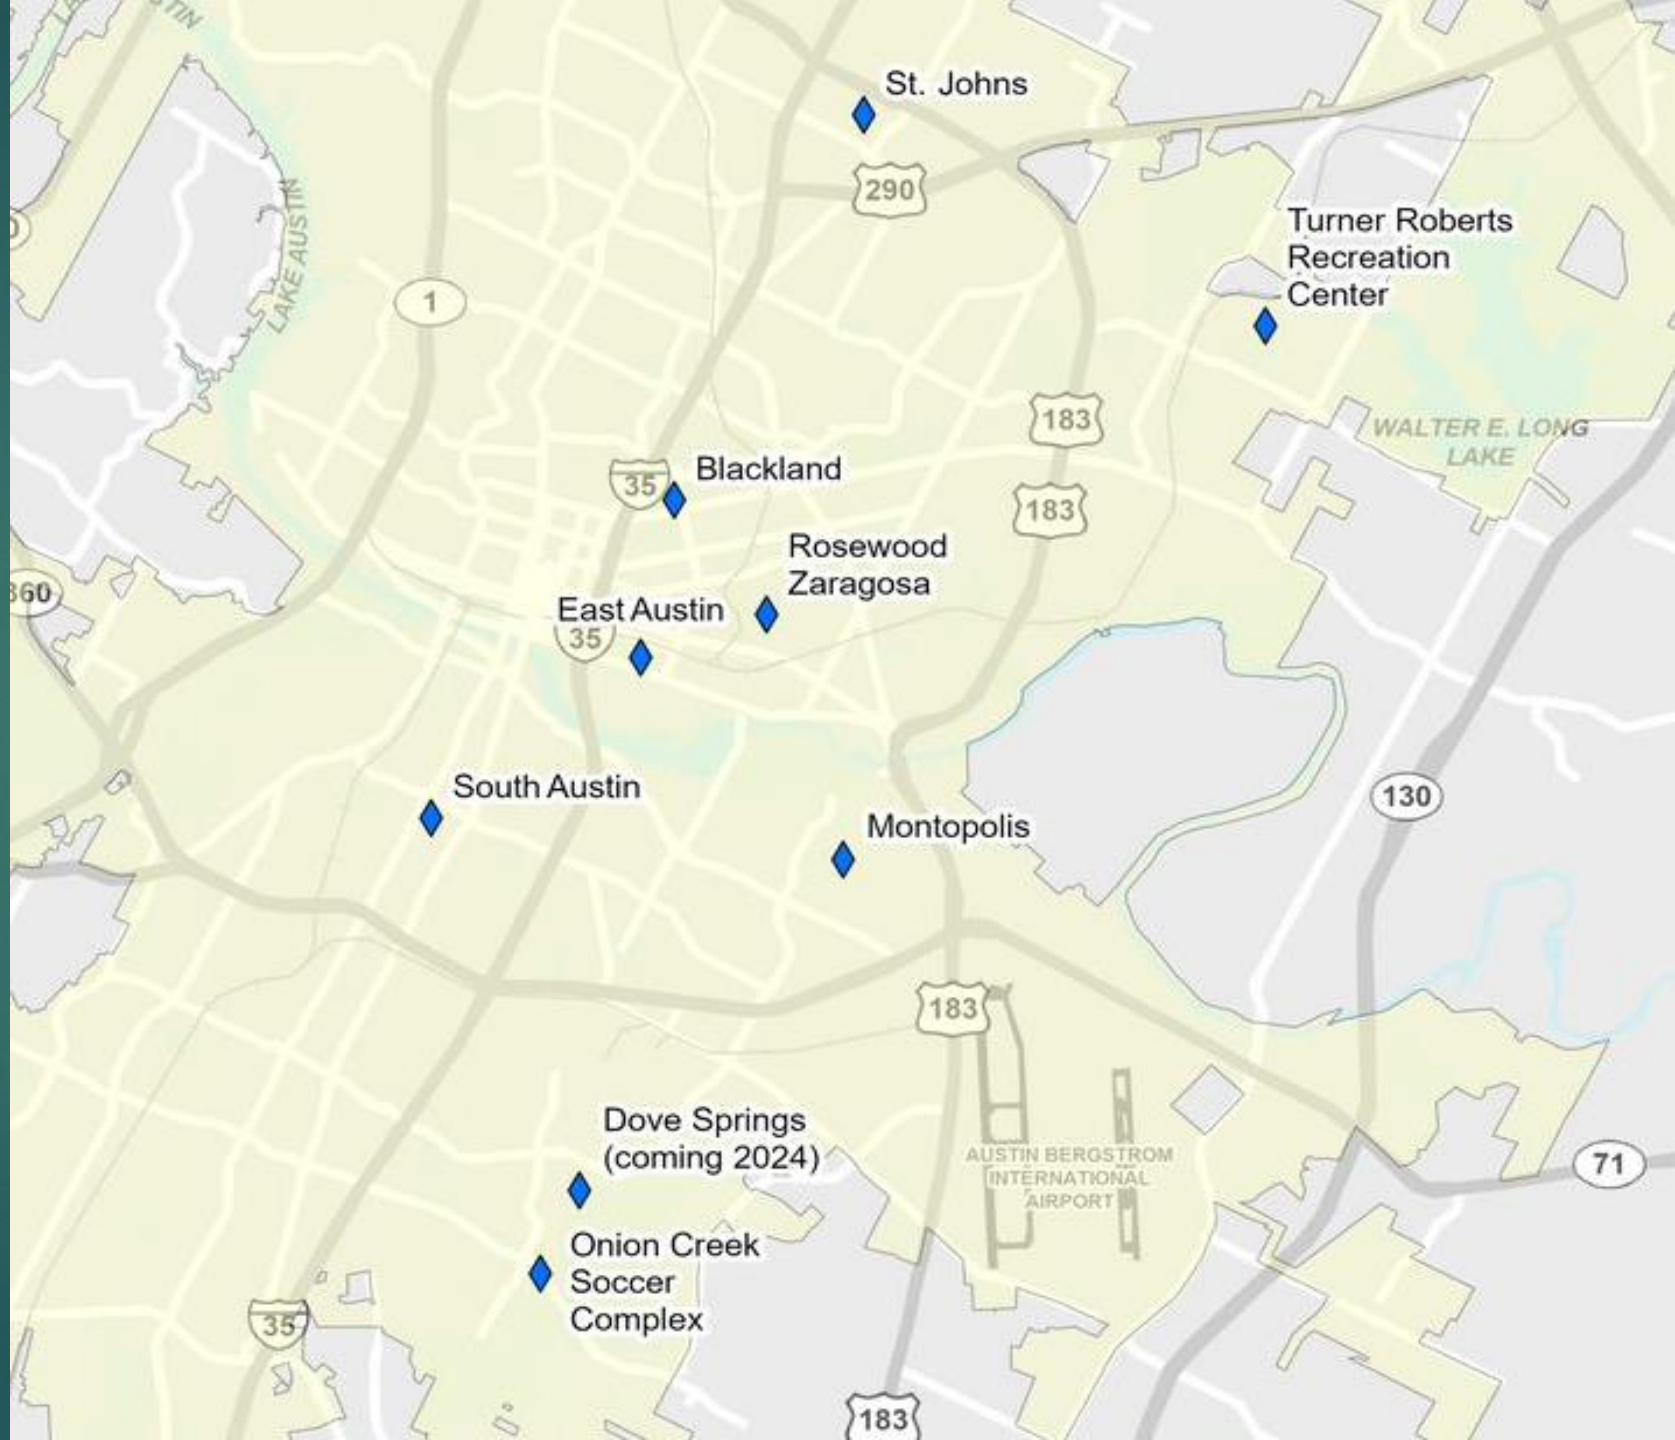 STIN
St. Johns
290
Turner Roberts
Recreation
Center
LAKE AUSTIN
1
183
WALTER E. LONG
LAKE
Blackland
35
183
Rosewood
Zaragosa
360
East Austin
35
South Austin
130
Montopolis
183
Dove Springs
(coming 2024)
AUSTIN BERGSTROM
INTERNATIONAL
AIRPORT
71
Onion Creek
Soccer
Complex
35
183